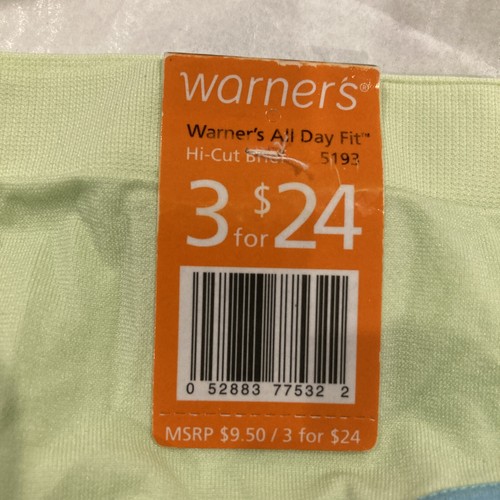 warner's®
Warner's All Day Fit™
Hi-Cut Brief 5193
3 for $24
0 52883 77532 2
MSRP $9.50 / 3 for $24